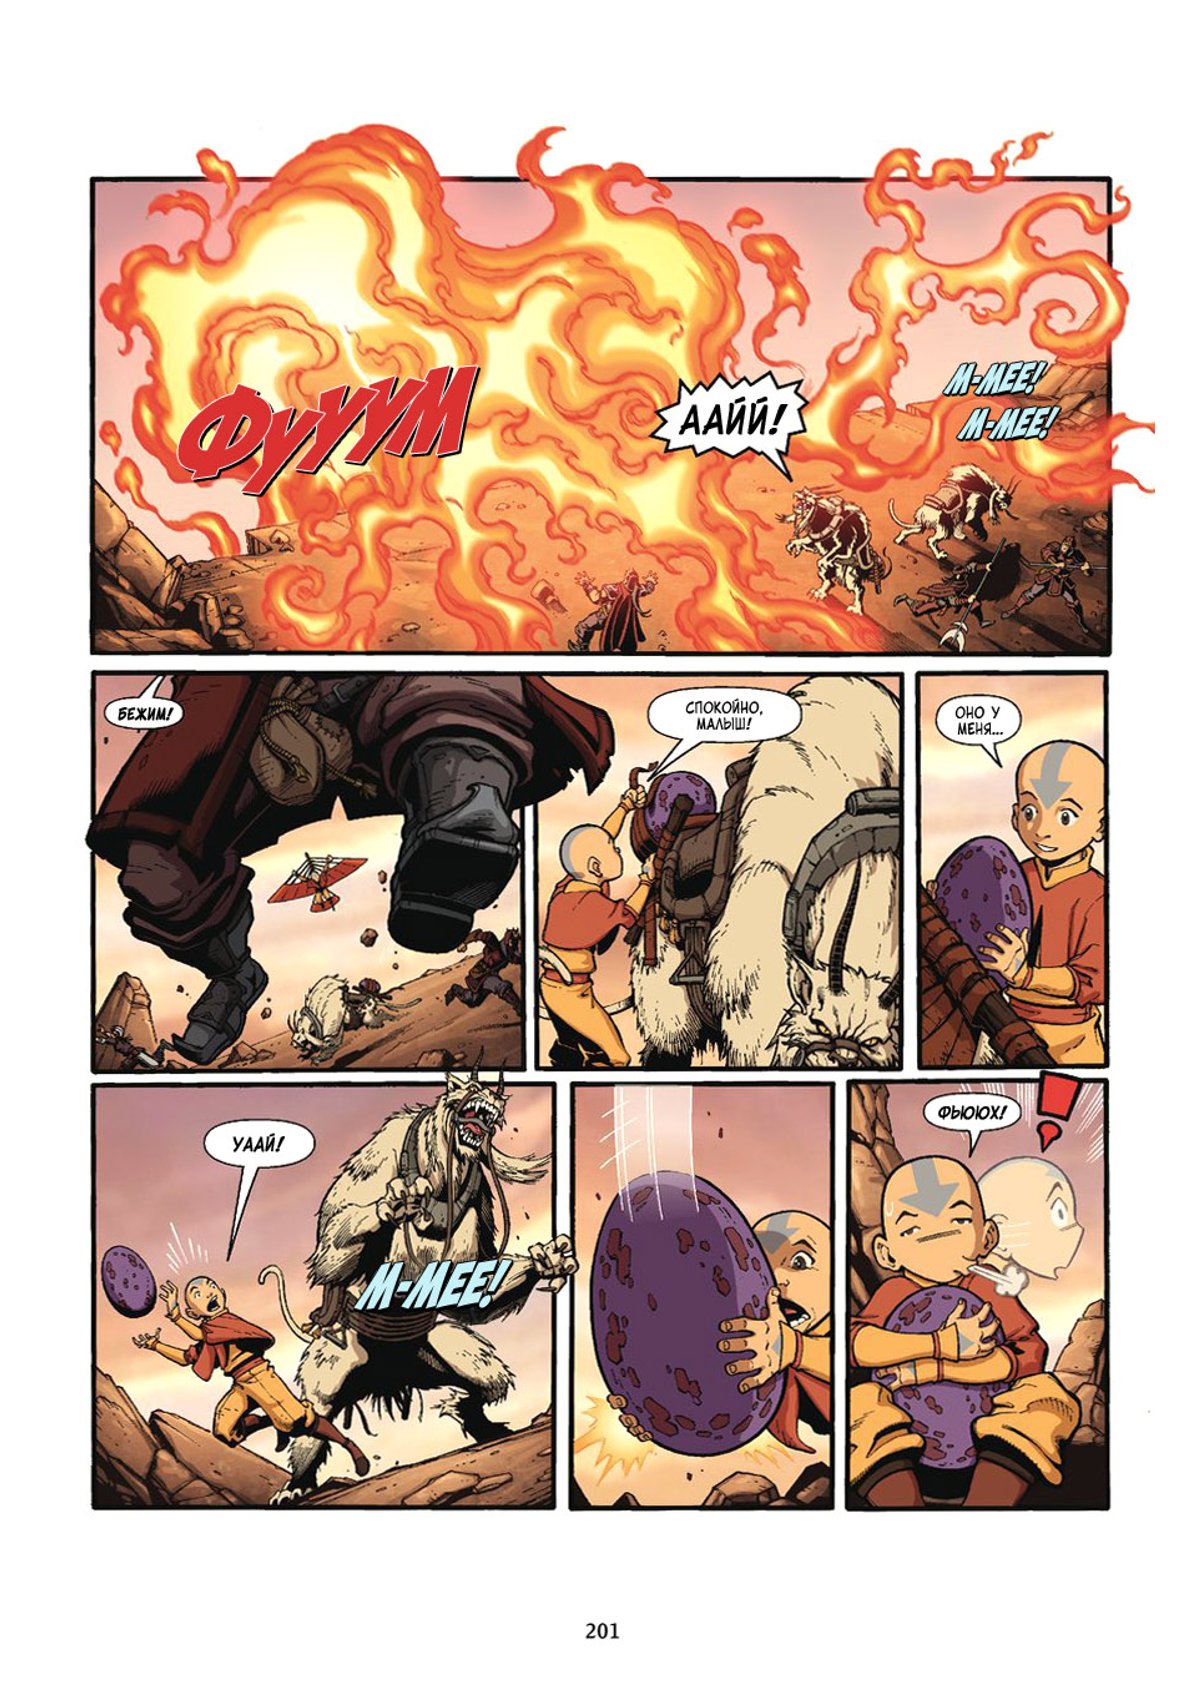 ФУУУМ
ААЙЙ!
М-МЕЕ!
М-МЕЕ!
БЕЖИМ!
СПОКОЙНО,
МАЛЫШ!
ОНО У
МЕНЯ...
УААЙ!
М-МЕЕ!
ФЬЮЮХ!
!
201